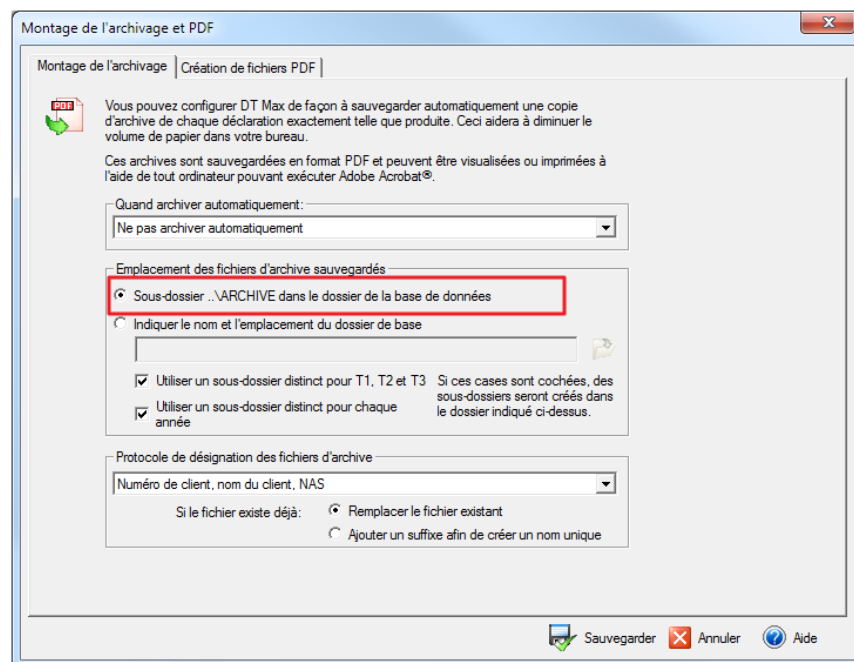 Montage de l'archivage et PDF
Montage de l'archivage
Création de fichiers PDF
PDF
Vous pouvez configurer DT Max de façon à sauvegarder automatiquement une copie
d'archive de chaque déclaration exactement telle que produite. Ceci aidera à diminuer le
volume de papier dans votre bureau.
Ces archives sont sauvegardées en format PDF et peuvent être visualisées ou imprimées à
l'aide de tout ordinateur pouvant exécuter Adobe Acrobat®.
Quand archiver automatiquement:
Ne pas archiver automatiquement
Emplacement des fichiers d'archive sauvegardés
Sous-dossier ..\ARCHIVE dans le dossier de la base de données
Indiquer le nom et l'emplacement du dossier de base
Utiliser un sous-dossier distinct pour T1, T2 et T3
Utiliser un sous-dossier distinct pour chaque
année
Si ces cases sont cochées, des
sous-dossiers seront créés dans
le dossier indiqué ci-dessus.
Protocole de désignation des fichiers d'archive
Numéro de client, nom du client, NAS
Si le fichier existe déjà:
Remplacer le fichier existant
Ajouter un suffixe afin de créer un nom unique
Sauvegarder
Annuler
Aide